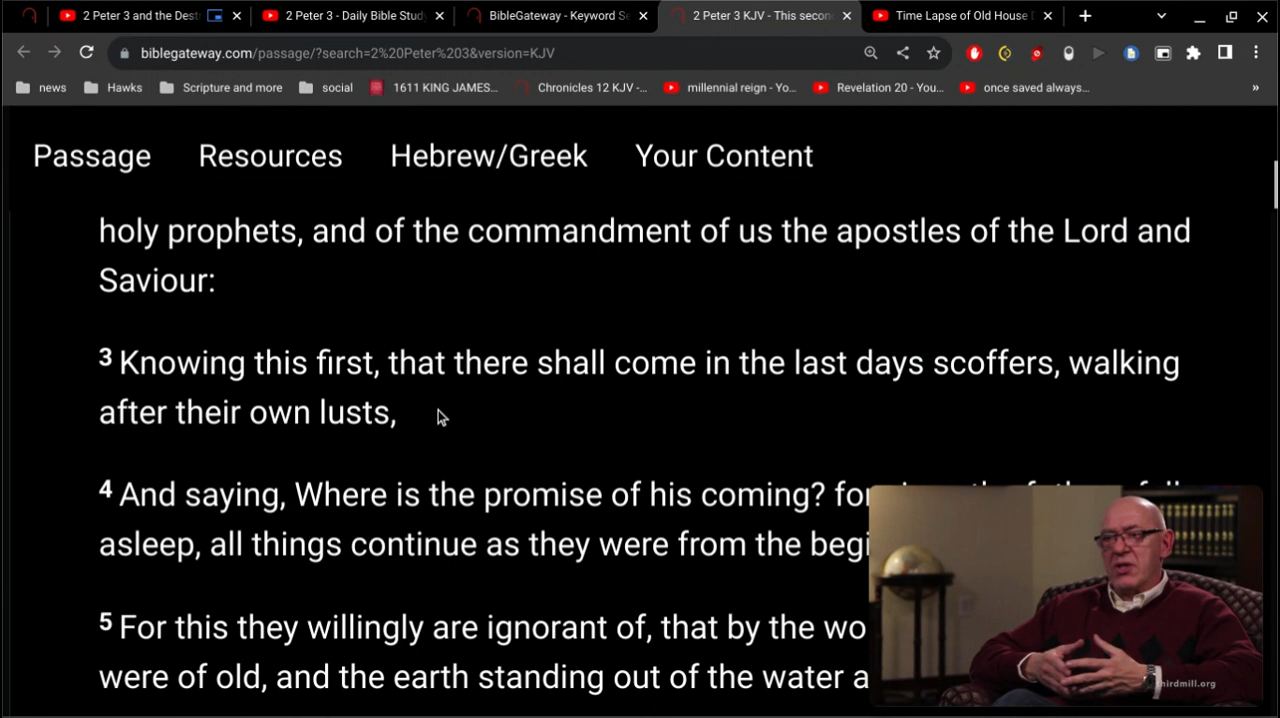 2 Peter 3 and the Dest
2 Peter 3 - Daily Bible Study
BibleGateway - Keyword Se
2 Peter 3 KJV - This secon
Time Lapse of Old House
biblegateway.com/passage/?search=2%20Peter%203&version=KJV
news
Hawks
Scripture and more
social
1611 KING JAMES...
Chronicles 12 KJV -...
millennial reign - Yo...
Revelation 20 - You...
once saved always...
»
Passage Resources Hebrew/Greek Your Content
holy prophets, and of the commandment of us the apostles of the Lord and
Saviour:
3 Knowing this first, that there shall come in the last days scoffers, walking
after their own lusts,
4 And saying, Where is the promise of his coming? for
asleep, all things continue as they were from the begi
5 For this they willingly are ignorant of, that by the wo
were of old, and the earth standing out of the water a
thirdmill.org